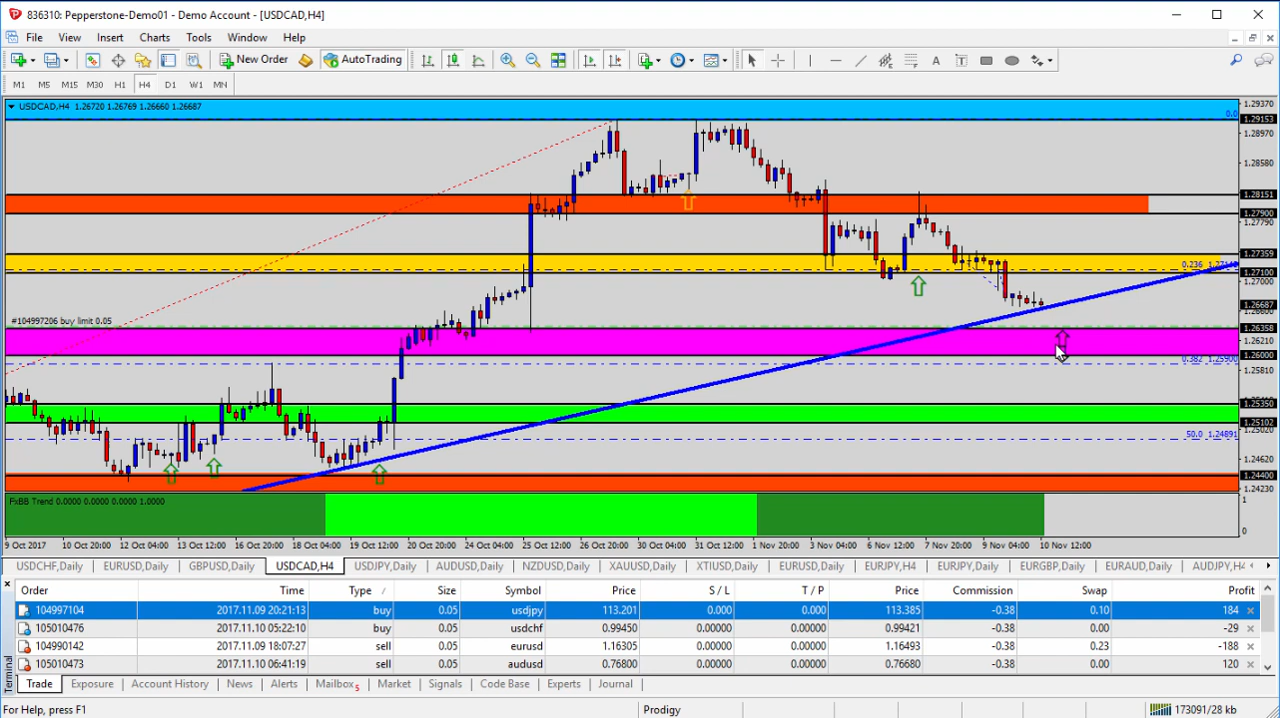 836310: Pepperstone-Demo01 - Demo Account - [USDCAD,H4]
File View Insert Charts Tools Window Help
New Order AutoTrading A T
M1 M5 M15 M30 H1 H4 D1 W1 MN
USDCAD,H4 1.26720 1.26769 1.26660 1.26687
1.29370
0.0
1.29153
1.28970
1.28580
1.28151
1.27900
1.27790
1.27359
0.236
1.27100
1.27000
1.26687
#104997206 buy limit 0.05
1.26358
1.26210
1.26000
0.382 1.25900
1.25810
1.25350
1.25102
1.25020
50.0 1.24891
1.24620
1.24400
1.24230
FxBB Trend 0.0000 0.0000 0.0000 1.0000
1
0
9 Oct 2017 10 Oct 20:00 12 Oct 04:00 13 Oct 12:00 16 Oct 20:00 18 Oct 04:00 19 Oct 12:00 20 Oct 20:00 24 Oct 04:00 25 Oct 12:00 26 Oct 20:00 30 Oct 04:00 31 Oct 12:00 1 Nov 20:00 3 Nov 04:00 6 Nov 12:00 7 Nov 20:00 9 Nov 04:00 10 Nov 12:00
USDCHF,Daily EURUSD,Daily GBPUSD,Daily USDCAD,H4 USDJPY,Daily AUDUSD,Daily NZDUSD,Daily XAUUSD,Daily XTIUSD,Daily EURUSD,Daily EURJPY,H4 EURJPY,Daily EURGBP,Daily EURAUD,Daily AUDJPY,H4
Order Time Type / Size Symbol Price S / L T / P Price Commission Swap Profit
104997104 2017.11.09 20:21:13 buy 0.05 usdjpy 113.201 0.000 0.000 113.385 -0.38 0.10 184
105010476 2017.11.10 05:22:10 buy 0.05 usdchf 0.99450 0.00000 0.00000 0.99421 -0.38 0.00 -29
104990142 2017.11.09 18:07:27 sell 0.05 eurusd 1.16305 0.00000 0.00000 1.16493 -0.38 0.23 -188
105010473 2017.11.10 06:41:19 sell 0.05 audusd 0.76800 0.00000 0.00000 0.76680 -0.38 0.00 120
Terminal
Trade Exposure Account History News Alerts Mailbox 5 Market Signals Code Base Experts Journal
For Help, press F1 Prodigy 173091/28 kb